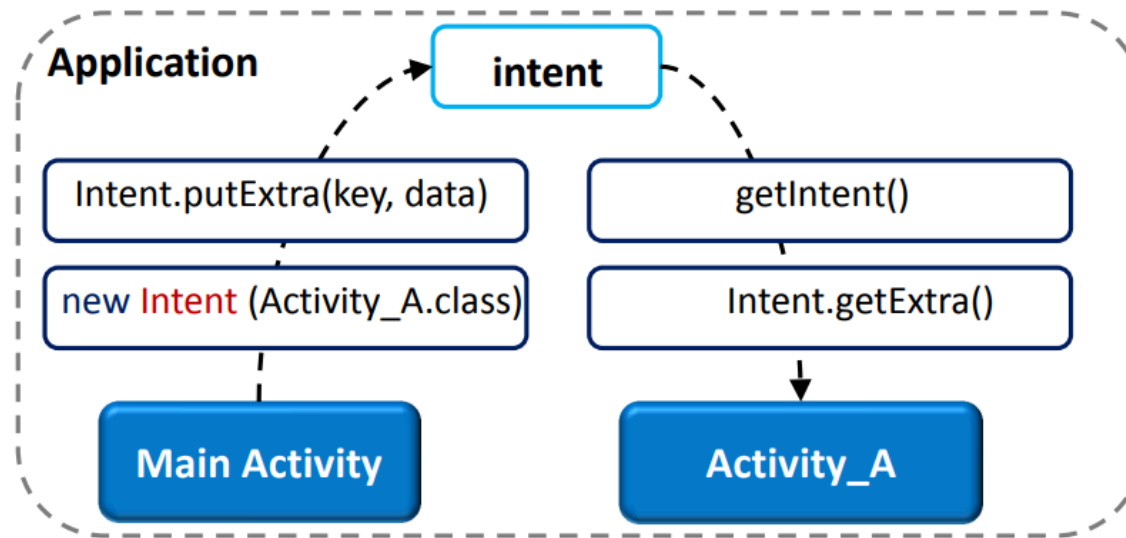 Application
intent
Intent.putExtra(key, data)
getIntent()
new Intent (Activity_A.class)
Intent.getExtra()
Main Activity
Activity_A